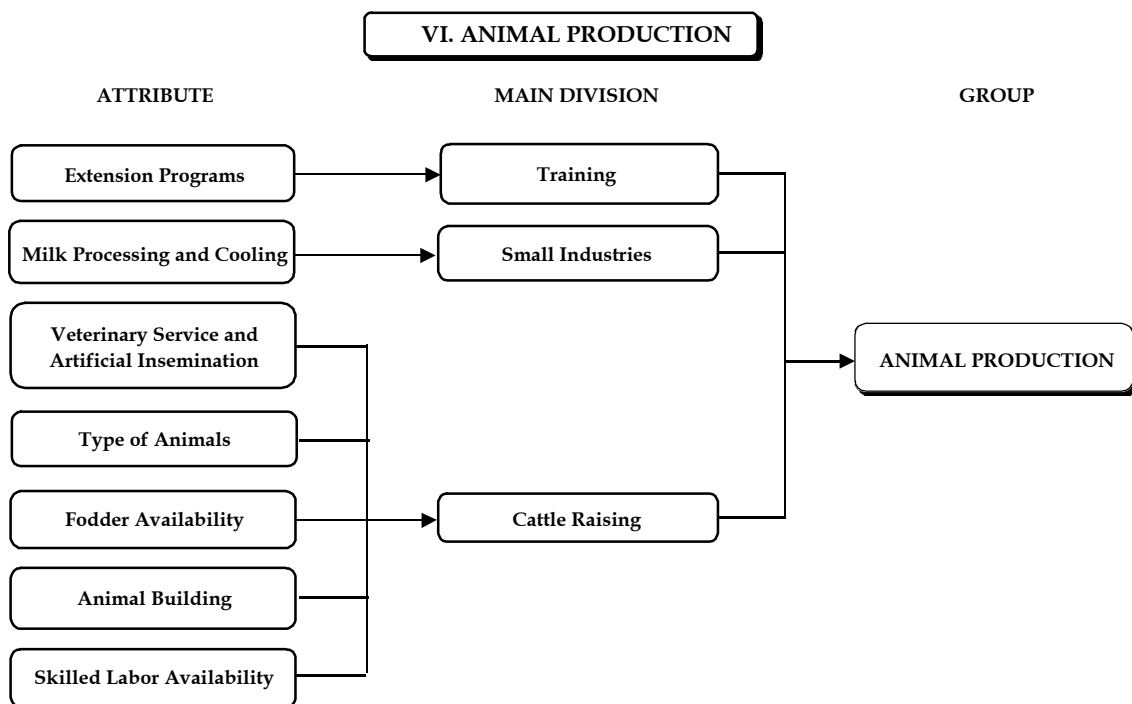 VI. ANIMAL PRODUCTION
ATTRIBUTE
MAIN DIVISION
GROUP
Extension Programs
Training
Milk Processing and Cooling
Small Industries
Veterinary Service and
Artificial Insemination
ANIMAL PRODUCTION
Type of Animals
Fodder Availability
Cattle Raising
Animal Building
Skilled Labor Availability